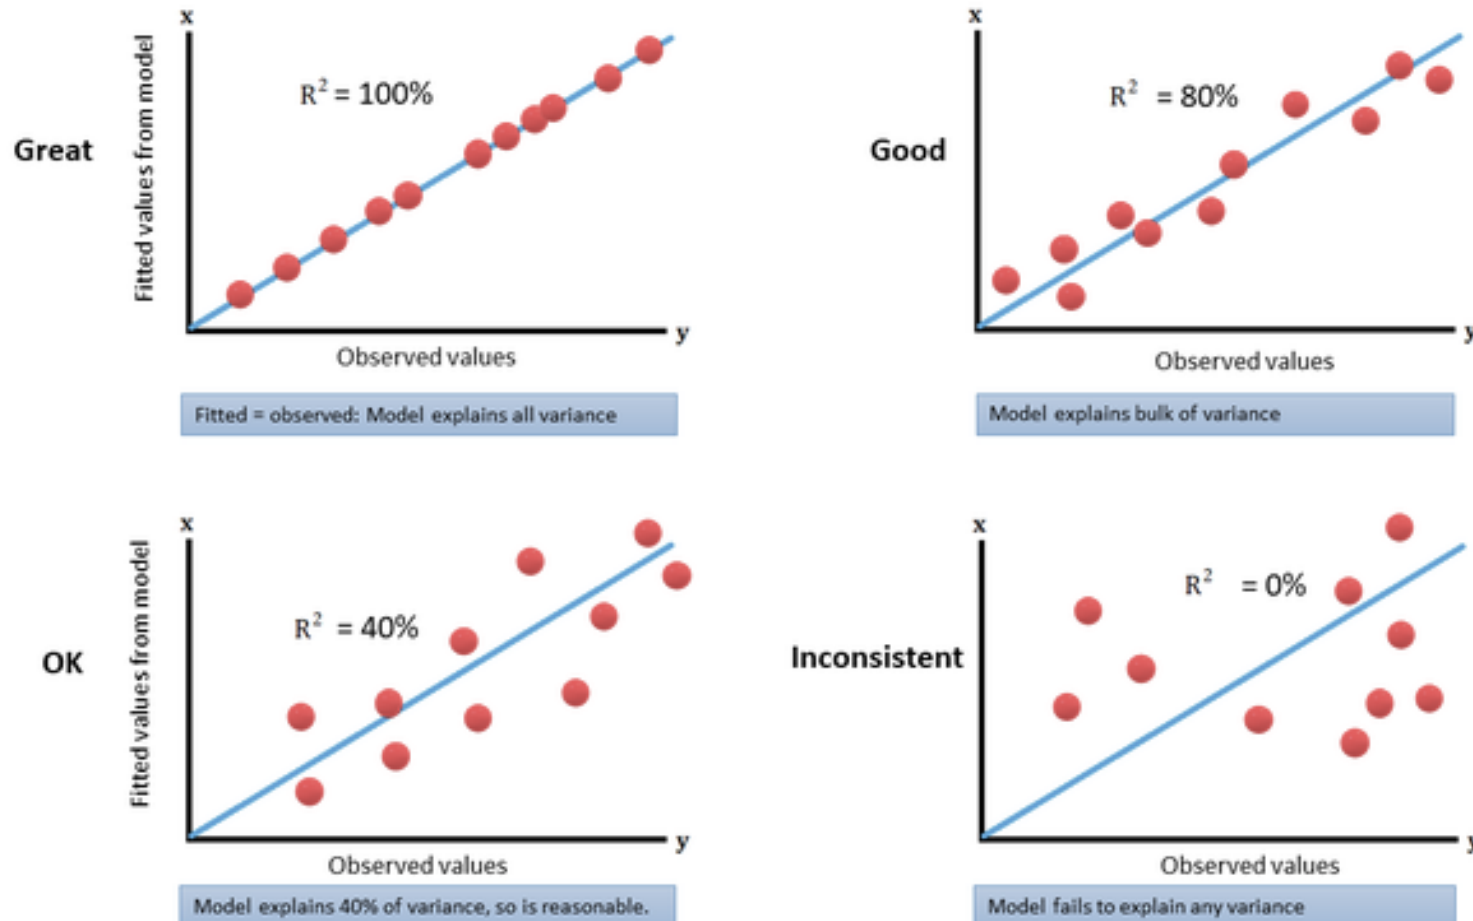 x
R² = 100%
Great
Fitted values from model
y
Observed values
Fitted = observed: Model explains all variance
x
R² = 80%
Good
y
Observed values
Model explains bulk of variance
x
R² = 40%
OK
Fitted values from model
y
Observed values
Model explains 40% of variance, so is reasonable.
x
R² = 0%
Inconsistent
y
Observed values
Model fails to explain any variance